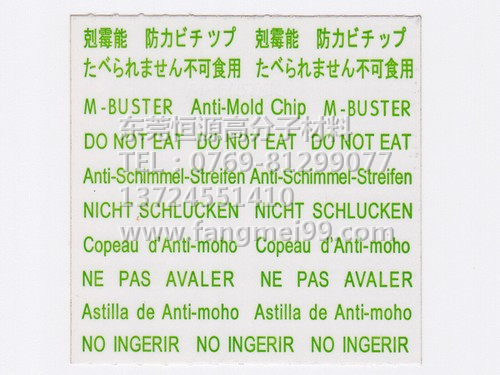 剋霉能 防力ビチップ 剋霉能 防力ビチップ
たべられません不可食用 たべられません不可食用
M-BUSTER Anti-Mold Chip M-BUSTER
东莞恒源高分子材料
DO NOT EAT DO NOT EAT DO NOT EAT
TEL:0769-81299077
Anti-Schimmel-Streifen Anti-Schimmel-Streifen
13724551410
NICHT SCHLUCKEN NICHT SCHLUCKEN
www.fangmei99.com
Copeau d'Anti-moho Copeau d'Anti-moho
NE PAS AVALER NE PAS AVALER
Astilla de Anti-moho Astilla de Anti-moho
NO INGERIR NO INGERIR NO INGERIR